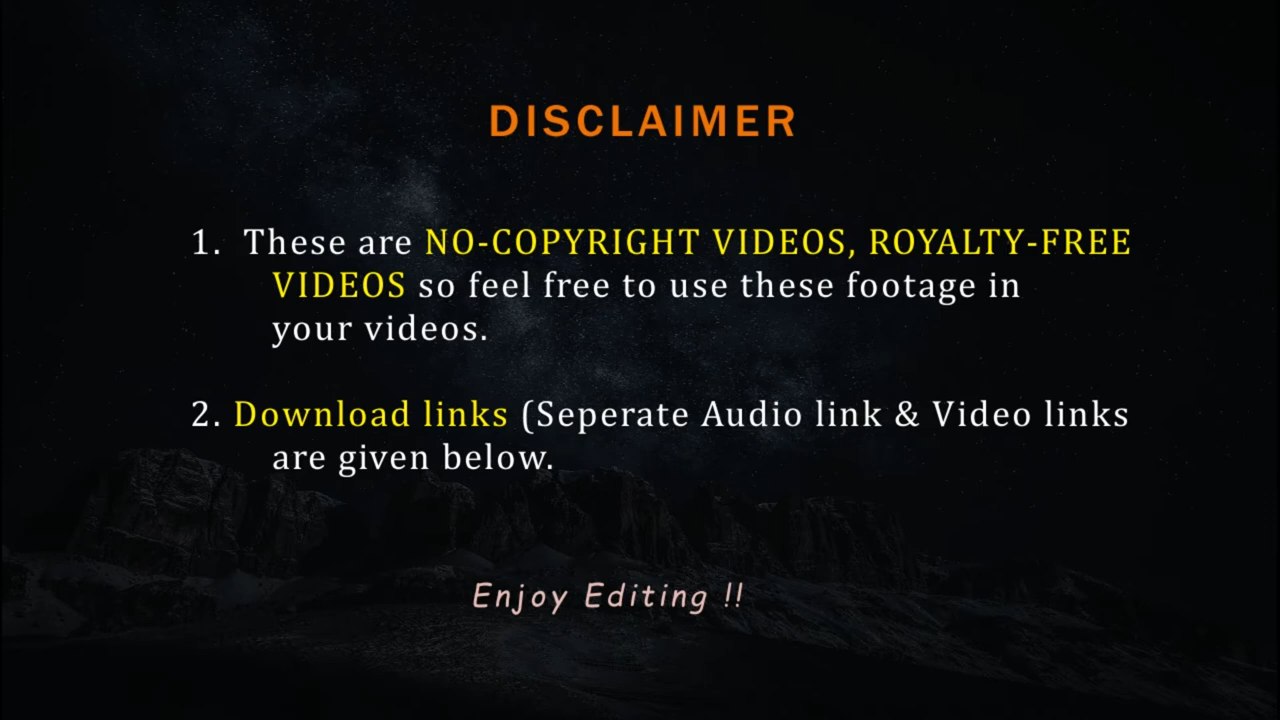 DISCLAIMER
1. These are NO-COPYRIGHT VIDEOS, ROYALTY-FREE
VIDEOS so feel free to use these footage in
your videos.
2. Download links (Seperate Audio link & Video links
are given below.
Enjoy Editing !!